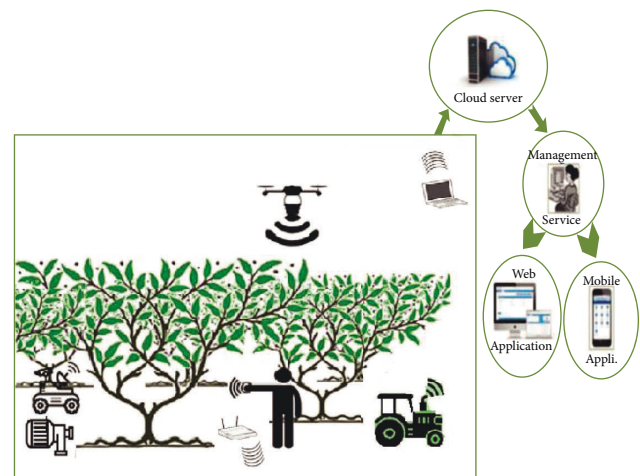 Cloud server
Management
Service
Web
Application
Mobile
Appli.